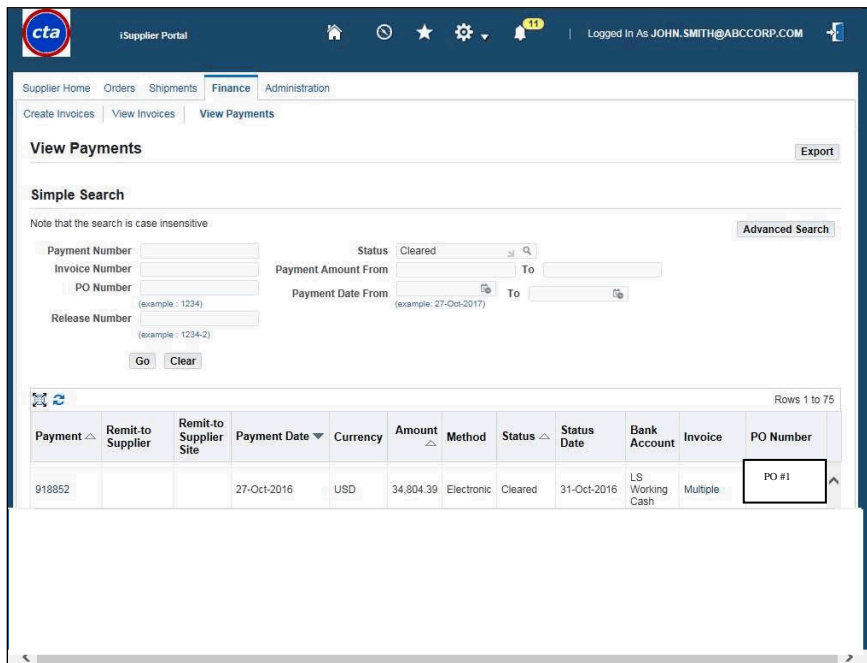 cta
iSupplier Portal
11
Logged In As JOHN.SMITH@ABCCORP.COM
Supplier Home Orders Shipments Finance Administration
Create Invoices View Invoices View Payments
View Payments
Export
Simple Search
Note that the search is case insensitive
Advanced Search
Payment Number
Status Cleared
Invoice Number
Payment Amount From To
PO Number
(example : 1234)
Payment Date From To
(example: 27-Oct-2017)
Release Number
(example : 1234-2)
Go Clear
Rows 1 to 75
Payment Remit-to Supplier Remit-to Supplier Site Payment Date Currency Amount Method Status Status Date Bank Account Invoice PO Number
918852 27-Oct-2016 USD 34,804.39 Electronic Cleared 31-Oct-2016 LS Working Cash Multiple PO #1